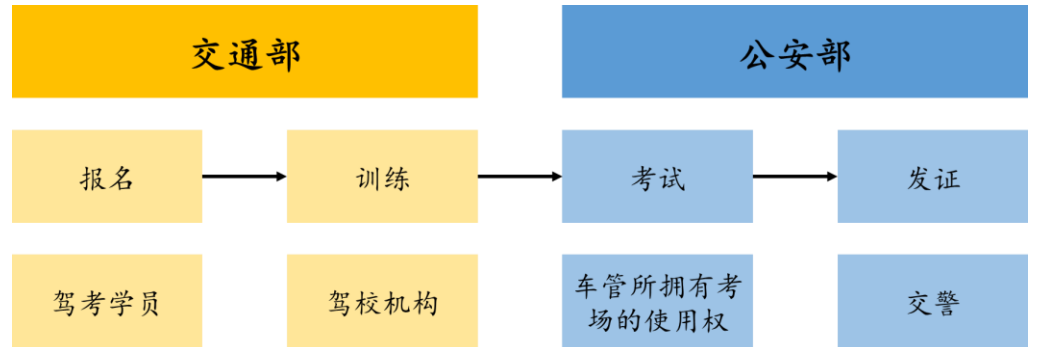 交通部
公安部
报名
训练
考试
发证
驾考学员
驾校机构
车管所拥有考
场的使用权
交警